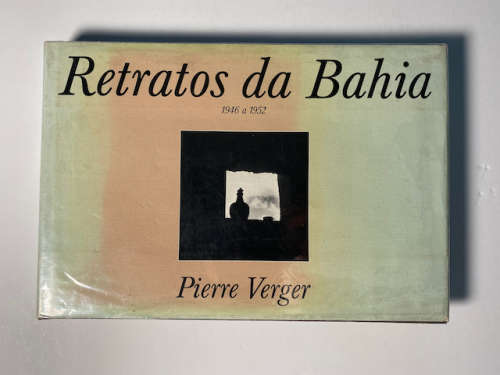 Retratos da Bahia
1946 a 1952
Pierre Verger